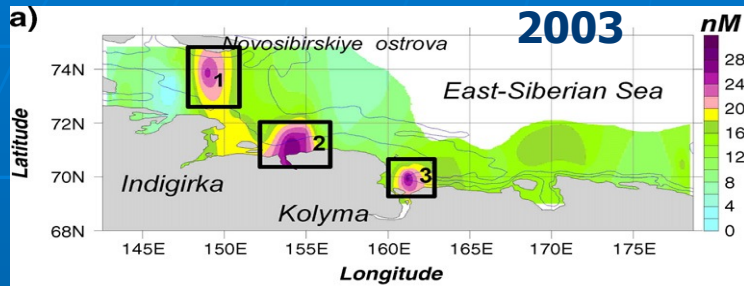 a)
2003
nM
Novosibirskiye ostrova
East-Siberian Sea
1
2
3
Indigirka
Kolyma
Latitude
74N
72N
70N
68N
145E 150E 155E 160E 165E 170E 175E
Longitude
28
24
20
16
12
8
4
0